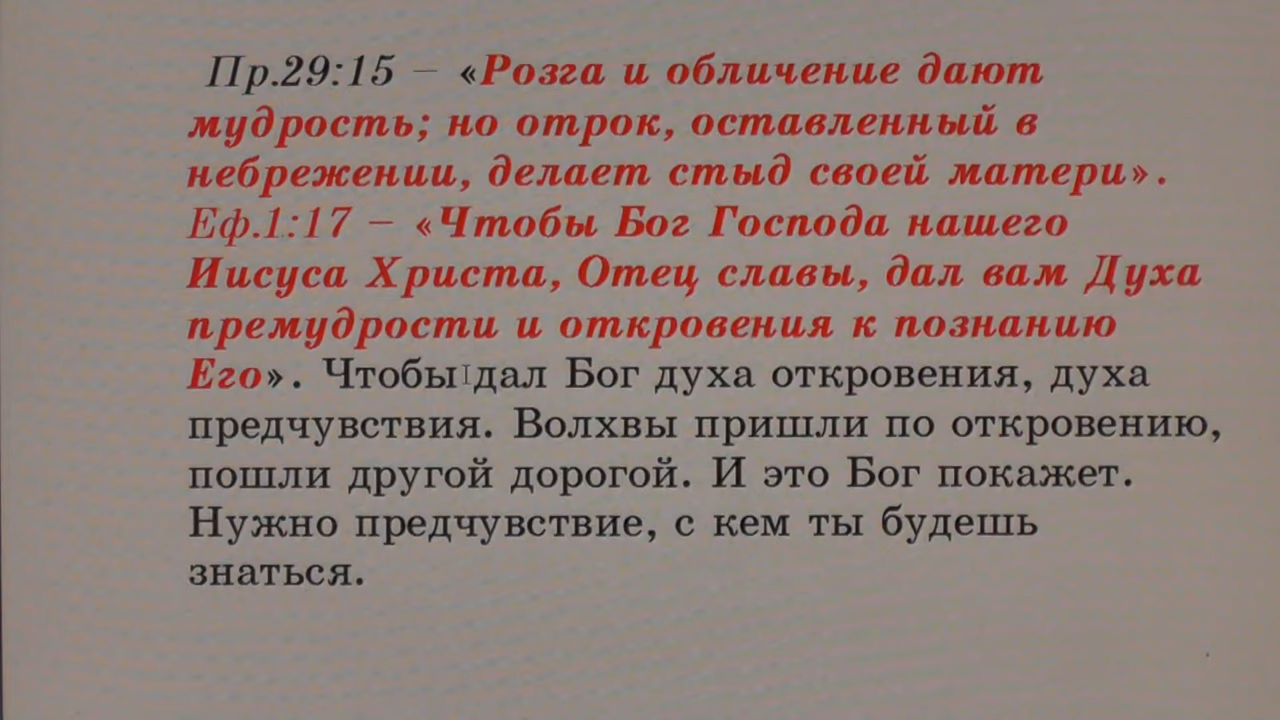 Пр.29:15 – «Розга и обличение дают
мудрость; но отрок, оставленный в
небрежении, делает стыд своей матери».
Еф.1:17 – «Чтобы Бог Господа нашего
Иисуса Христа, Отец славы, дал вам Духа
премудрости и откровения к познанию
Его». Чтобы дал Бог духа откровения, духа
предчувствия. Волхвы пришли по откровению,
пошли другой дорогой. И это Бог покажет.
Нужно предчувствие, с кем ты будешь
знаться.